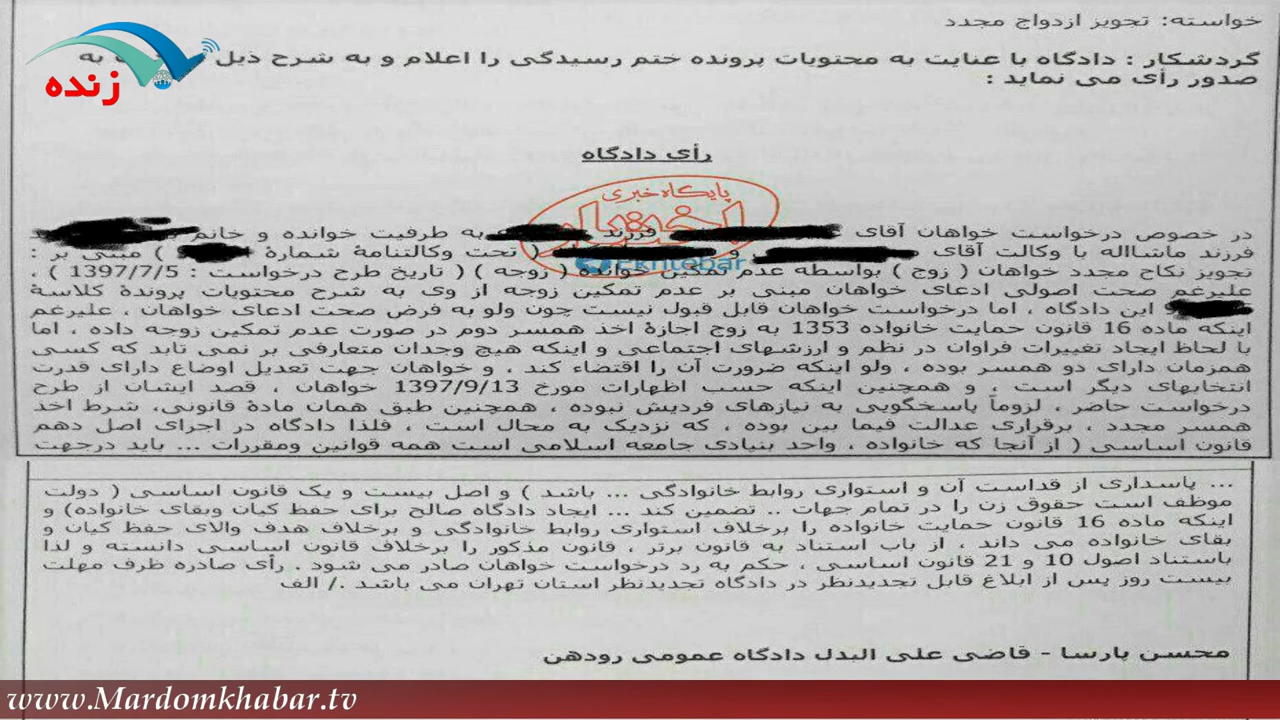 زنده
خواسته: تجویز ازدواج مجدد
گردشکار : دادگاه با عنایت به محتویات پرونده ختم رسیدگی را اعلام و به شرح ذیل به
صدور رأی می نماید :
رأی دادگاه
پایگاه خبری
در خصوص درخواست خواهان آقای فرزند به طرفیت خوانده و خانم
فرزند ماشااله با وکالت آقای و ( تحت وکالتنامهٔ شمارهٔ ) مبنی بر :
تجویز نکاح مجدد خواهان ( زوج ) بواسطه عدم تمکین خوانده ( زوجه ) ( تاریخ طرح درخواست : 1397/7/5 )
علیرغم صحت اصولی ادعای خواهان مبنی بر عدم تمکین زوجه از وی به شرح محتویات پروندهٔ کلاسهٔ
این دادگاه ، اما درخواست خواهان قابل قبول نیست چون ولو به فرض صحت ادعای خواهان ، علیرغم
اینکه ماده 16 قانون حمایت خانواده 1353 به زوج اجازهٔ اخذ همسر دوم در صورت عدم تمکین زوجه داده ، اما
با لحاظ ایجاد تغییرات فراوان در نظم و ارزشهای اجتماعی و اینکه هیچ وجدان متعارفی بر نمی تابد که کسی
همزمان دارای دو همسر بوده ، ولو اینکه ضرورت آن را اقتضاء کند ، و خواهان جهت تعدیل اوضاع دارای قدرت
انتخابهای دیگر است ، و همچنین اینکه حسب اظهارات مورخ 1397/9/13 خواهان ، قصد ایشان از طرح
درخواست حاضر ، لزوماً پاسخگویی به نیازهای فردیش نبوده ، همچنین طبق همان مادهٔ قانونی، شرط اخذ
همسر مجدد ، برقراری عدالت فیما بین بوده ، که نزدیک به محال است ، فلذا دادگاه در اجرای اصل دهم
قانون اساسی ( از آنجا که خانواده ، واحد بنیادی جامعه اسلامی است همه قوانین ومقررات ... باید درجهت
... پاسداری از قداست آن و استواری روابط خانوادگی ... باشد ) و اصل بیست و یک قانون اساسی ( دولت
موظف است حقوق زن را در تمام جهات .. تضمین کند ... ایجاد دادگاه صالح برای حفظ کیان وبقای خانواده) و
اینکه ماده 16 قانون حمایت خانواده را برخلاف استواری روابط خانوادگی و برخلاف هدف والای حفظ کیان و
بقای خانواده می داند ، از باب استناد به قانون برتر ، قانون مذکور را برخلاف قانون اساسی دانسته و لذا
باستناد اصول 10 و 21 قانون اساسی ، حکم به رد درخواست خواهان صادر می شود . رأی صادره ظرف مهلت
بیست روز پس از ابلاغ قابل تجدیدنظر در دادگاه تجدیدنظر استان تهران می باشد ./ الف
محسن پارسا - قاضی علی البدل دادگاه عمومی رودهن
www.Mardomkhabar.tv